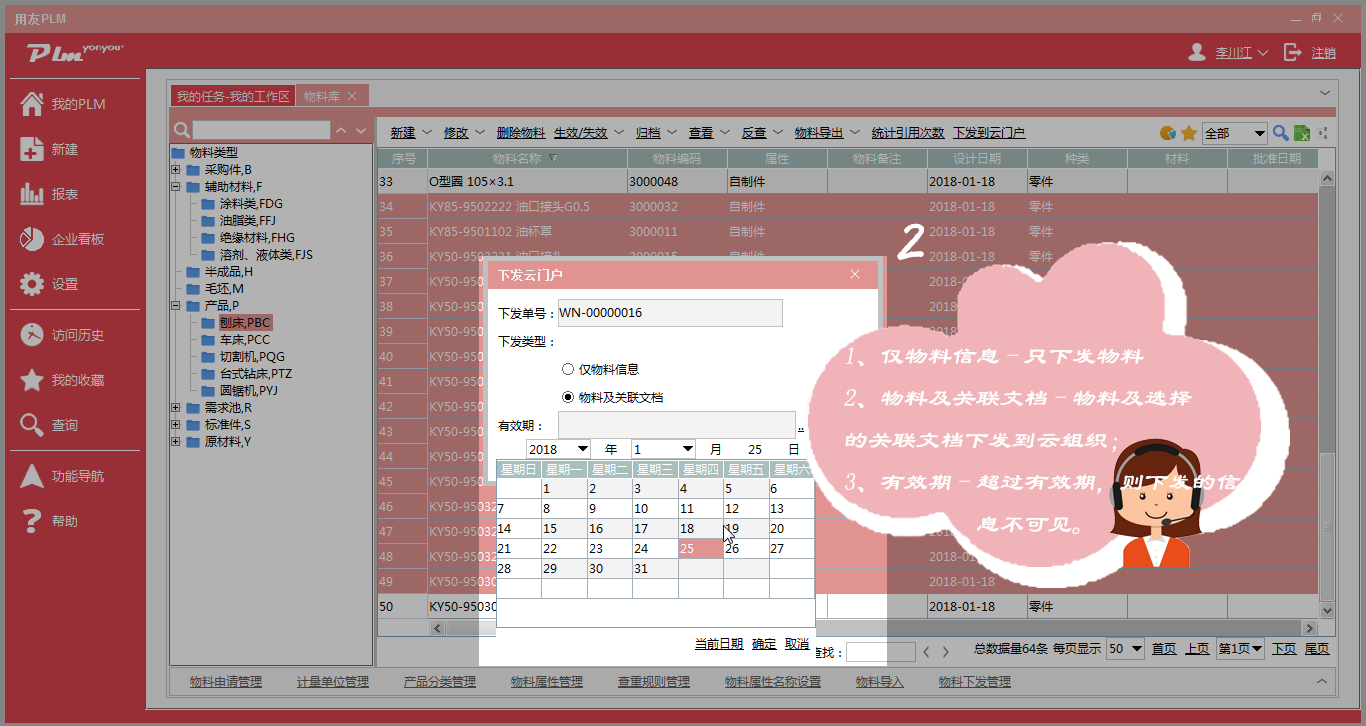 用友PLM
PLm yonyou
李川江 注销
我的PLM
新建
报表
企业看板
设置
访问历史
我的收藏
查询
功能导航
帮助
我的任务-我的工作区 物料库
物料类型
采购件,B
辅助材料,F
涂料类,FDG
油脂类,FFJ
绝缘材料,FHG
溶剂、液体类,FJS
半成品,H
毛坯,M
产品,P
刨床,PBC
车床,PCC
切割机,PQG
台式钻床,PTZ
圆锯机,PYJ
需求池,R
标准件,S
原材料,Y
新建 修改 删除物料 生效/失效 归档 查看 反查 物料导出 统计引用次数 下发到云门户 全部
序号 物料名称 物料编码 属性 物料备注 设计日期 种类 材料 批准日期
33 O型圈 105×3.1 3000048 自制件 2018-01-18 零件
34 KY85-9502222 油口接头G0.5 3000032 自制件 2018-01-18 零件
35 KY85-9501102 油杯罩 3000011 自制件 2018-01-18 零件
36
37 KY50-950
38 KY50-950
39 KY50-950
40 KY50-950
41 KY50-950
42 KY50-950
43 KY50-950
44 KY50-950
45 KY50-950
46 KY50-95032
47 KY50-95032
48 KY50-95032
49 KY50-95030 2018-01-18 零件
50 KY50-95030 2018-01-18 零件
下发云门户
下发单号：WN-00000016
下发类型：
仅物料信息
物料及关联文档
有效期： ..
2018 年 1 月 25 日
星期日 星期一 星期二 星期三 星期四 星期五 星期六
1 2 3 4 5 6
7 8 9 10 11 12 13
14 15 16 17 18 19 20
21 22 23 24 25 26 27
28 29 30 31
当前日期 确定 取消
2
1、仅物料信息－只下发物料
2、物料及关联文档－物料及选择
的关联文档下发到云组织；
3、有效期－超过有效期，则下发的信
息不可见。
查找： 总数据量64条 每页显示 50 首页 上页 第1页 下页 尾页
物料申请管理 计量单位管理 产品分类管理 物料属性管理 查重规则管理 物料属性名称设置 物料导入 物料下发管理